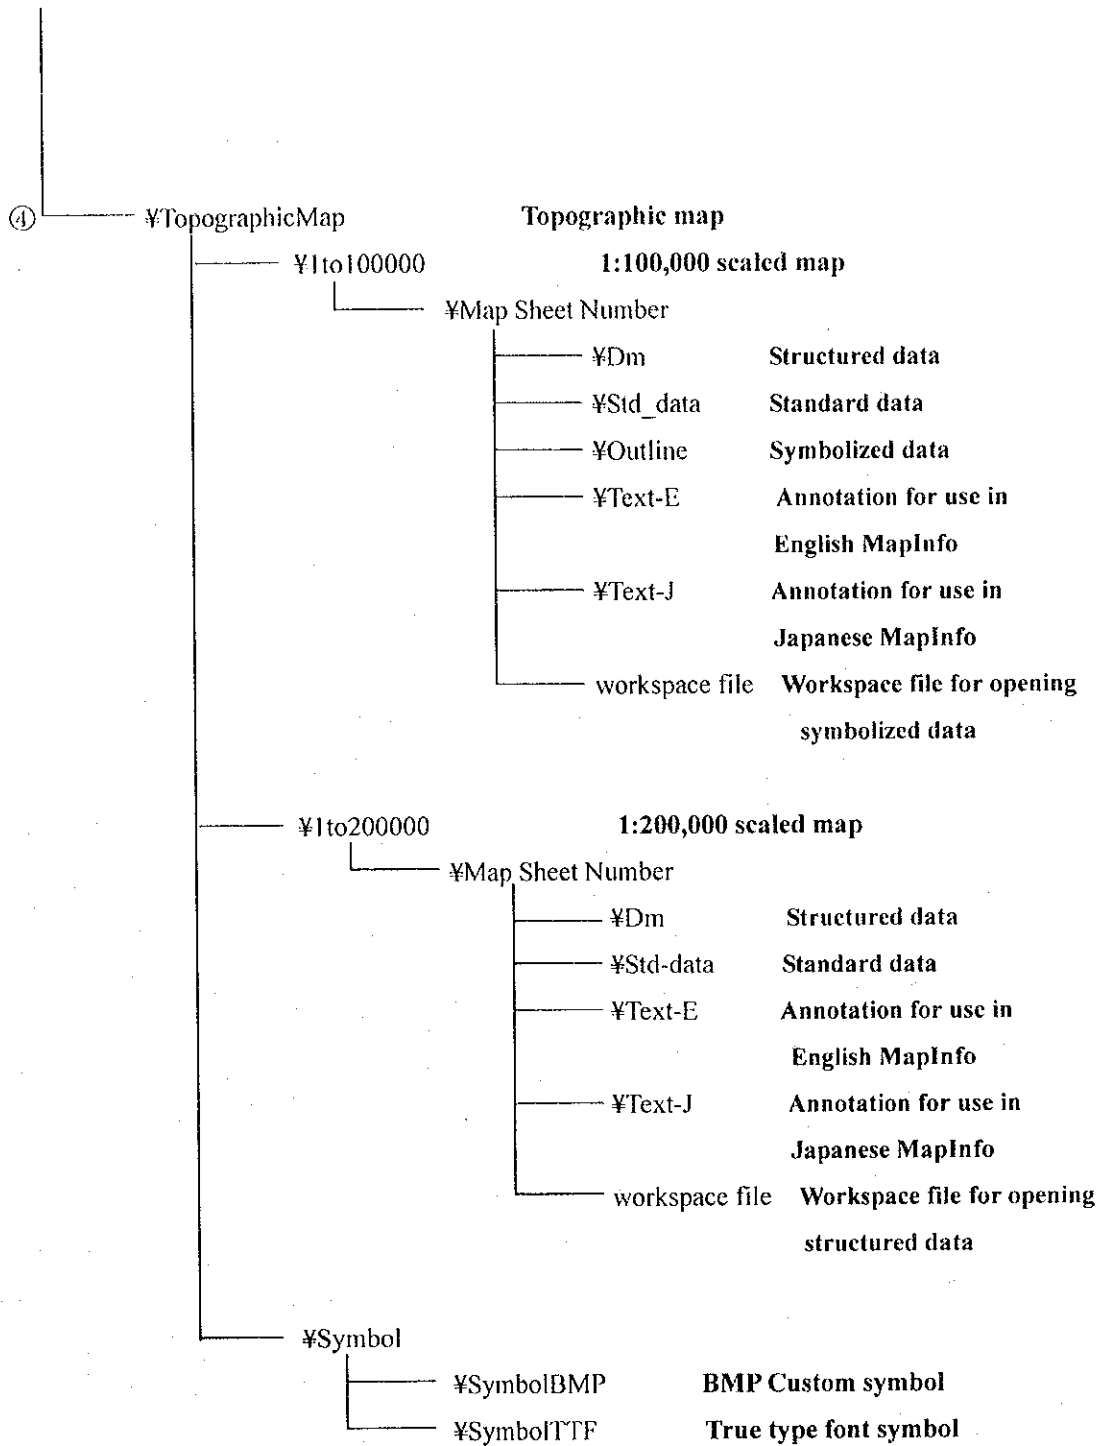 ④ ¥TopographicMap Topographic map
¥1to100000 1:100,000 scaled map
¥Map Sheet Number
¥Dm Structured data
¥Std_data Standard data
¥Outline Symbolized data
¥Text-E Annotation for use in
English MapInfo
¥Text-J Annotation for use in
Japanese MapInfo
workspace file Workspace file for opening
symbolized data
¥1to200000 1:200,000 scaled map
¥Map Sheet Number
¥Dm Structured data
¥Std-data Standard data
¥Text-E Annotation for use in
English MapInfo
¥Text-J Annotation for use in
Japanese MapInfo
workspace file Workspace file for opening
structured data
¥Symbol
¥SymbolBMP BMP Custom symbol
¥SymbolTTF True type font symbol